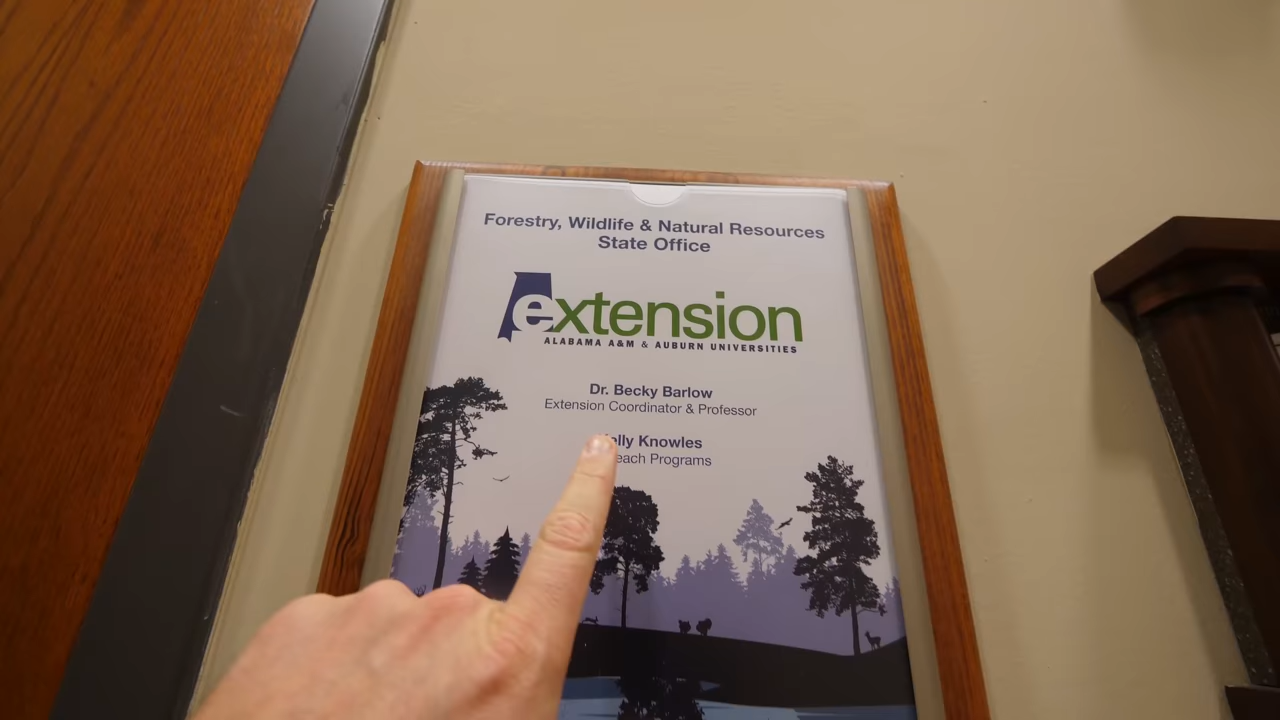 Forestry, Wildlife & Natural Resources
State Office
extension
ALABAMA A&M & AUBURN UNIVERSITIES
Dr. Becky Barlow
Extension Coordinator & Professor
Knowles
Programs